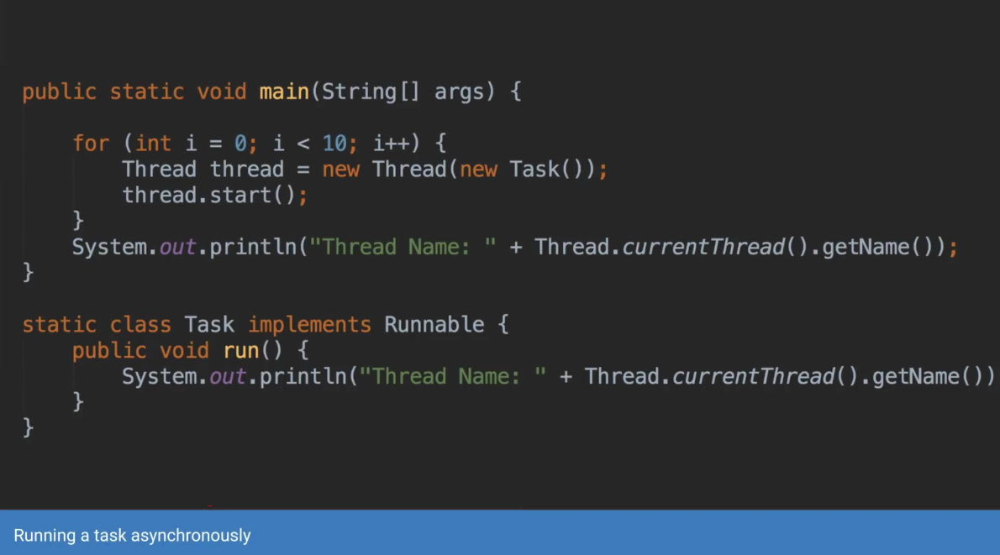 public static void main(String[] args) {
for (int i = 0; i < 10; i++) {
Thread thread = new Thread(new Task());
thread.start();
}
System.out.println("Thread Name: " + Thread.currentThread().getName());
}
static class Task implements Runnable {
public void run() {
System.out.println("Thread Name: " + Thread.currentThread().getName())
}
}
Running a task asynchronously